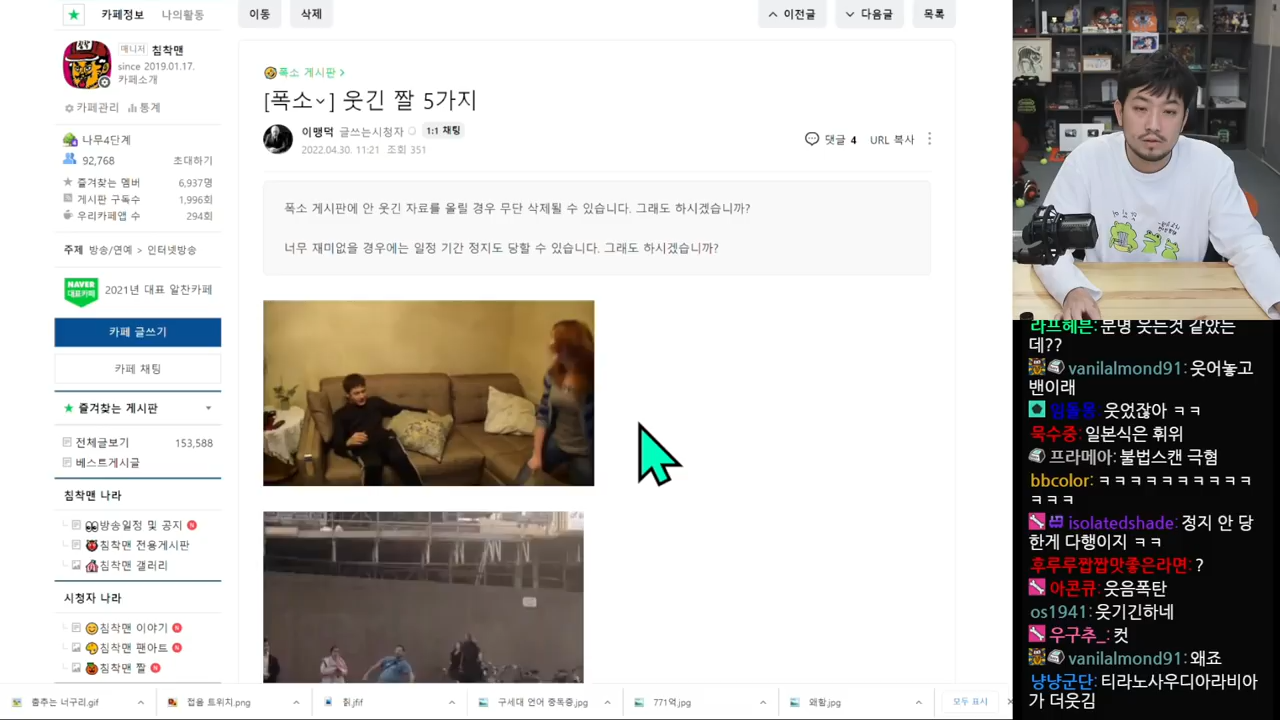 카페정보 나의활동
매니저 침착맨
since 2019.01.17.
카페소개
카페관리 통계
나무4단계
92,768 초대하기
즐겨찾는 멤버 6,937명
게시판 구독수 1,996회
우리카페앱 수 294회
주제 방송/연예 > 인터넷방송
NAVER
대표카페
2021년 대표 알찬카페
카페 글쓰기
카페 채팅
즐겨찾는 게시판
전체글보기 153,588
베스트게시글
침착맨 나라
방송일정 및 공지 N
침착맨 전용게시판
침착맨 갤러리
시청자 나라
침착맨 이야기 N
침착맨 팬아트 N
침착맨 짤 N
이동 삭제 이전글 다음글 목록
폭소 게시판 >
[폭소] 웃긴 짤 5가지
이맹덕 글쓰는시청자 1:1 채팅
2022.04.30. 11:21 조회 351
댓글 4 URL 복사
폭소 게시판에 안 웃긴 자료를 올릴 경우 무단 삭제될 수 있습니다. 그래도 하시겠습니까?
너무 재미없을 경우에는 일정 기간 정지도 당할 수 있습니다. 그래도 하시겠습니까?
라프헤븐: 분명 웃는것 같았는
데??
vanilalmond91: 웃어놓고
밴이래
임돌몽: 웃었잖아 ㅋㅋ
묵수중: 일본식은 휘위
프라메아: 불법스캔 극혐
bbcolor: ㅋㅋㅋㅋㅋㅋㅋㅋㅋㅋ
ㅋㅋㅋ
isolatedshade: 정지 안 당
한게 다행이지 ㅋㅋ
후루루짭짭맛좋은라면: ?
아콘큐: 웃음폭탄
os1941: 웃기긴하네
우구추_: 컷
vanilalmond91: 왜죠
냥냥군단: 티라노사우디아라비아
가 더웃김
춤추는 너구리.gif
접음 트위치.png
칡.jfif
구세대 언어 중독증.jpg
771역.jpg
왜힁.jpg
모두 표시